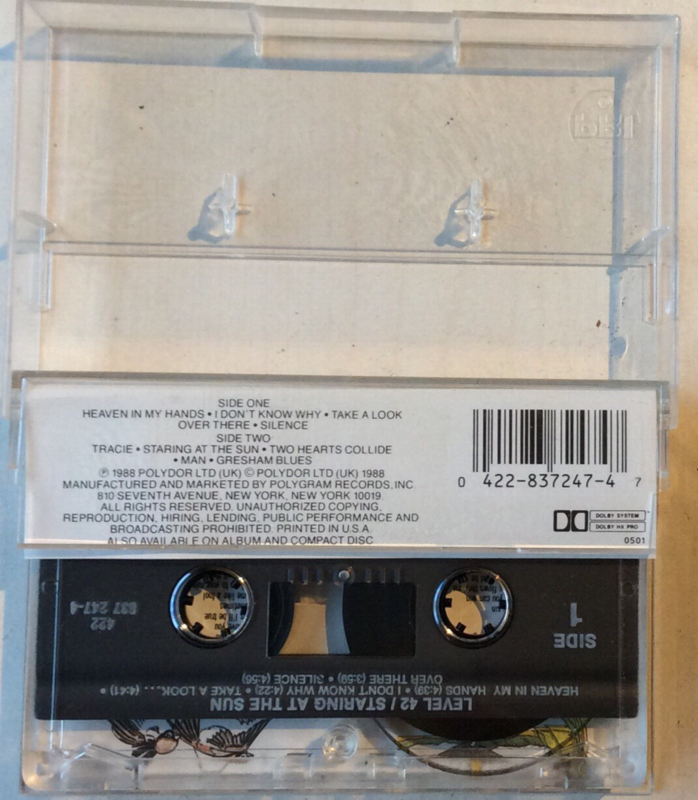 SIDE ONE
HEAVEN IN MY HANDS • I DON'T KNOW WHY • TAKE A LOOK
OVER THERE • SILENCE
SIDE TWO
TRACIE • STARING AT THE SUN • TWO HEARTS COLLIDE
• MAN • GRESHAM BLUES
℗ 1988 POLYDOR LTD (UK) © POLYDOR LTD (UK) 1988
MANUFACTURED AND MARKETED BY POLYGRAM RECORDS, INC
810 SEVENTH AVENUE, NEW YORK, NEW YORK 10019
ALL RIGHTS RESERVED. UNAUTHORIZED COPYING,
REPRODUCTION, HIRING, LENDING, PUBLIC PERFORMANCE AND
BROADCASTING PROHIBITED. PRINTED IN U.S.A.
ALSO AVAILABLE ON ALBUM AND COMPACT DISC
0 422-837247-4 7
DOLBY SYSTEM
DOLBY HX PRO
0501
LEVEL 42 / STARING AT THE SUN
HEAVEN IN MY HANDS (4:39) • I DON'T KNOW WHY (4:22) • TAKE A LOOK.... (4:41) •
OVER THERE (3:59) • SILENCE (4:56)
SIDE
1
422
837 247-4